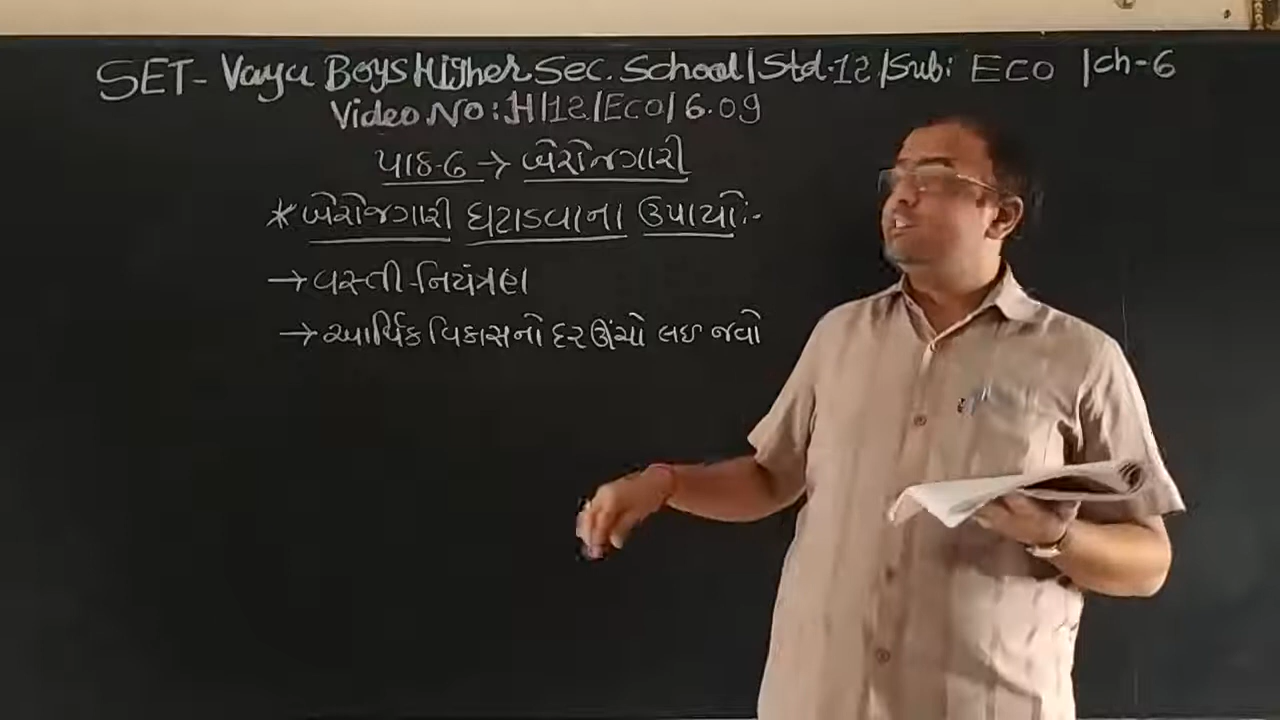 SET- Vaya Boys Higher Sec. School / Std-12 / Sub: Eco / ch-6
Video No: H/12/Eco/6.09
પાઠ-6 → બેરોજગારી
* બેરોજગારી ઘટાડવાના ઉપાયો:-
→ વસ્તી-નિયંત્રણ
→ આર્થિક વિકાસનો દર ઊંચો લઇ જવો